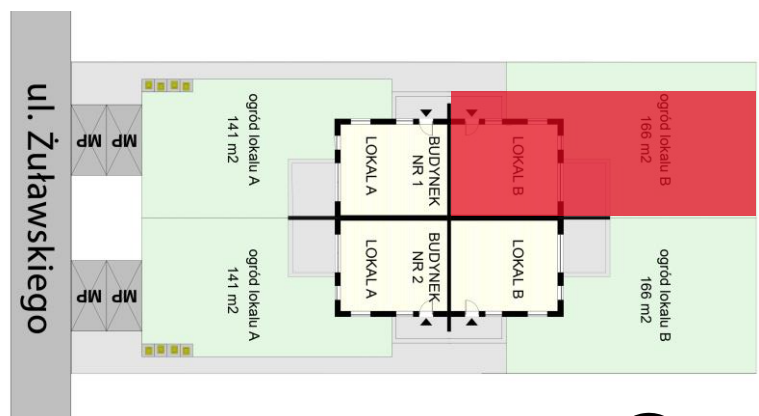 ul. Żuławskiego
MP
MP
MP
MP
ogród lokalu A
141 m2
ogród lokalu A
141 m2
LOKAL A
BUDYNEK
NR 1
LOKAL B
LOKAL A
BUDYNEK
NR 2
LOKAL B
ogród lokalu B
166 m2
ogród lokalu B
166 m2